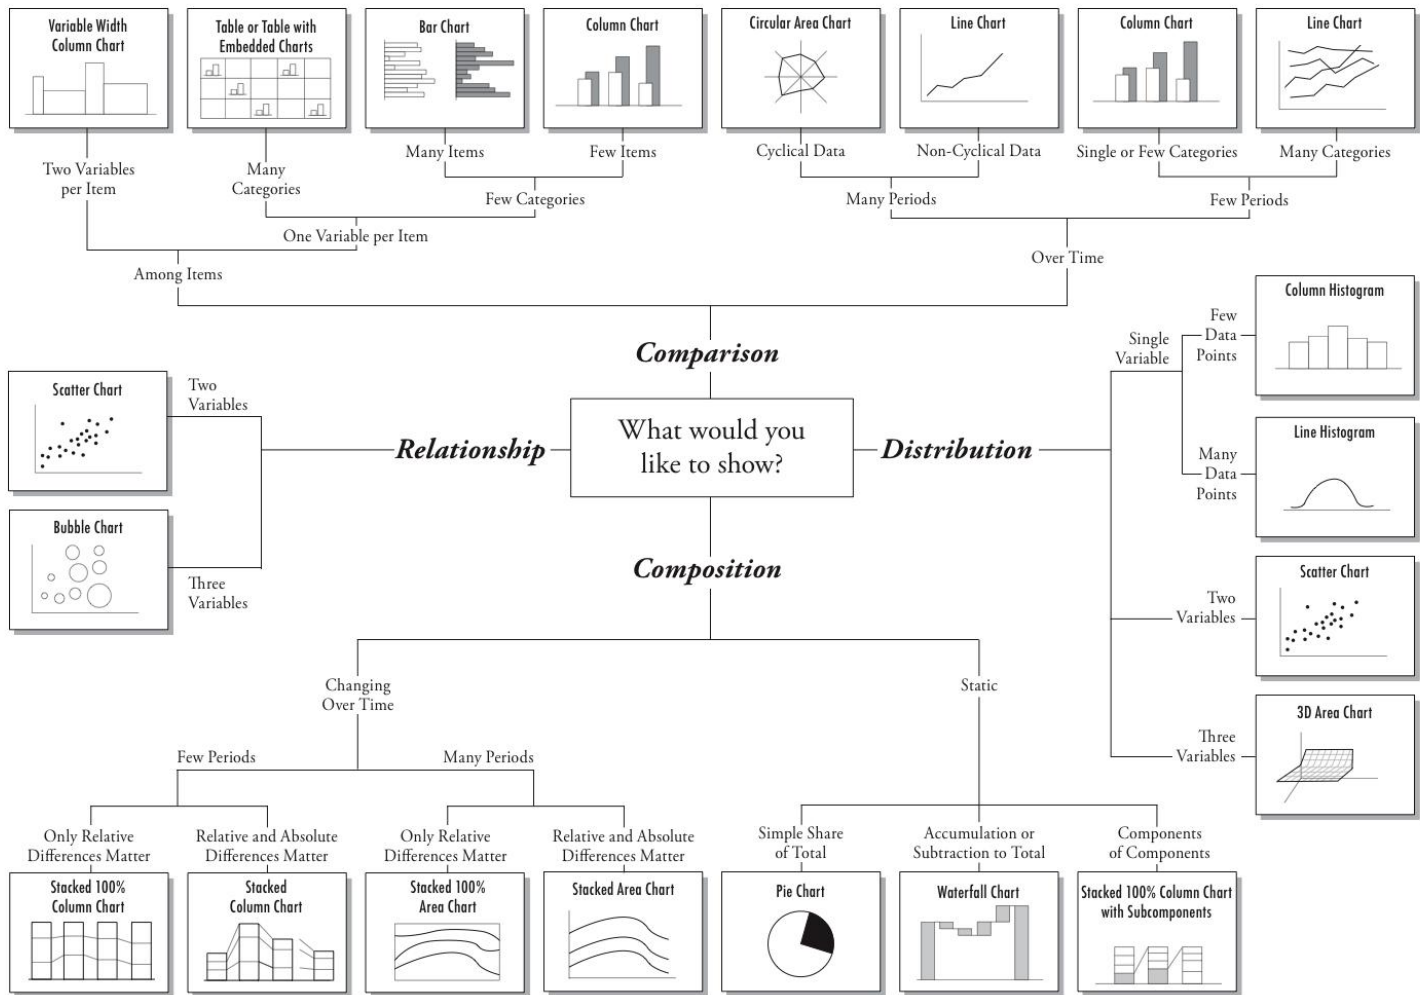 Variable Width
Column Chart
Table or Table with
Embedded Charts
Bar Chart
Column Chart
Circular Area Chart
Line Chart
Column Chart
Line Chart
Two Variables
per Item
Many
Categories
Many Items
Few Items
Cyclical Data
Non-Cyclical Data
Single or Few Categories
Many Categories
Few Categories
Many Periods
Few Periods
One Variable per Item
Among Items
Over Time
Comparison
Relationship
What would you
like to show?
Distribution
Composition
Scatter Chart
Two
Variables
Bubble Chart
Three
Variables
Single
Variable
Few
Data
Points
Column Histogram
Many
Data
Points
Line Histogram
Two
Variables
Scatter Chart
Three
Variables
3D Area Chart
Changing
Over Time
Static
Few Periods
Many Periods
Only Relative
Differences Matter
Relative and Absolute
Differences Matter
Only Relative
Differences Matter
Relative and Absolute
Differences Matter
Simple Share
of Total
Accumulation or
Subtraction to Total
Components
of Components
Stacked 100%
Column Chart
Stacked
Column Chart
Stacked 100%
Area Chart
Stacked Area Chart
Pie Chart
Waterfall Chart
Stacked 100% Column Chart
with Subcomponents